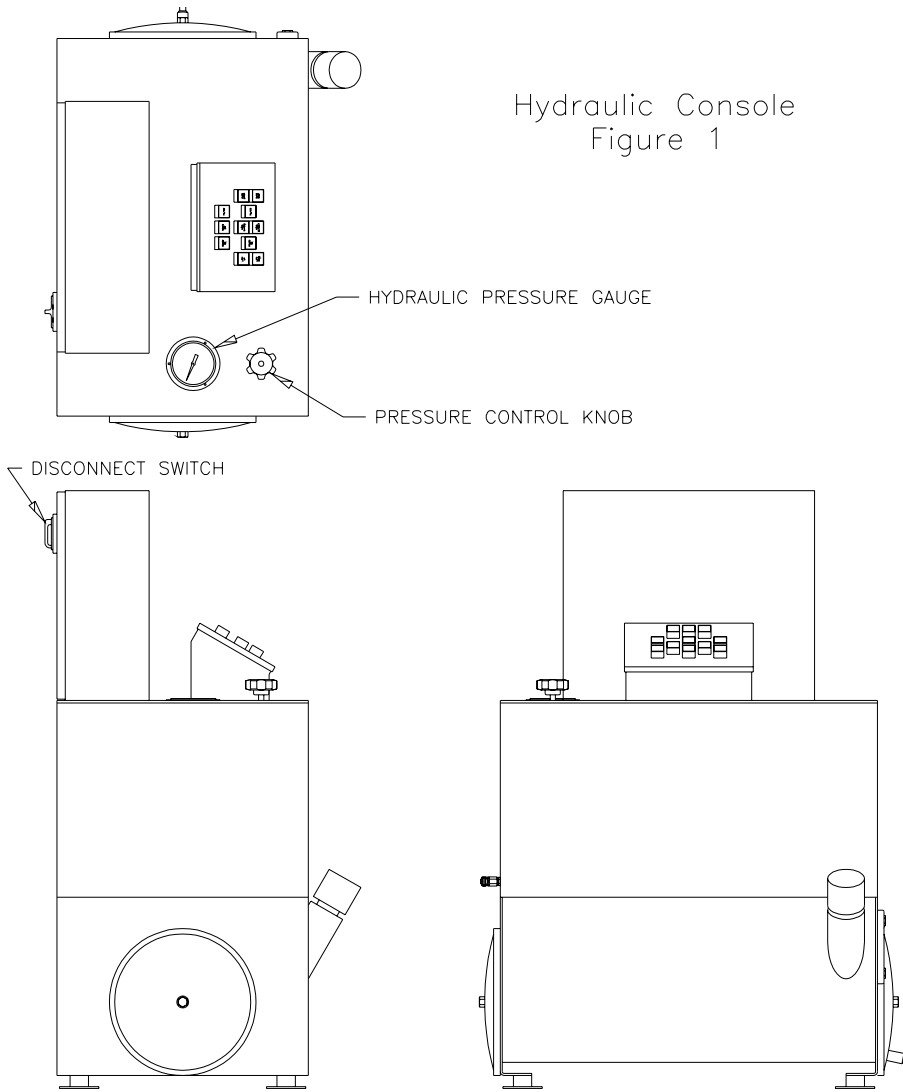 Hydraulic Console
Figure 1
HYDRAULIC PRESSURE GAUGE
PRESSURE CONTROL KNOB
DISCONNECT SWITCH